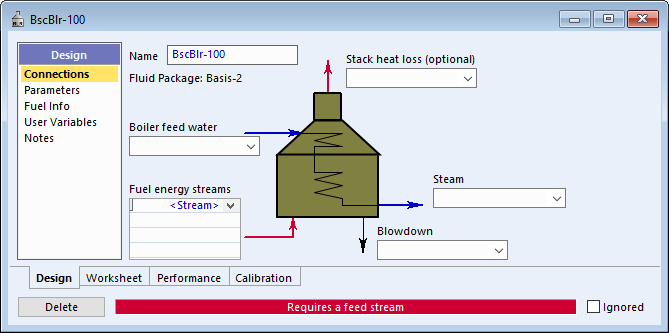 BscBlr-100
Design
Connections
Parameters
Fuel Info
User Variables
Notes
Name BscBlr-100
Fluid Package: Basis-2
Stack heat loss (optional)
Boiler feed water
Fuel energy streams
<Stream>
Steam
Blowdown
Design Worksheet Performance Calibration
Delete Requires a feed stream Ignored